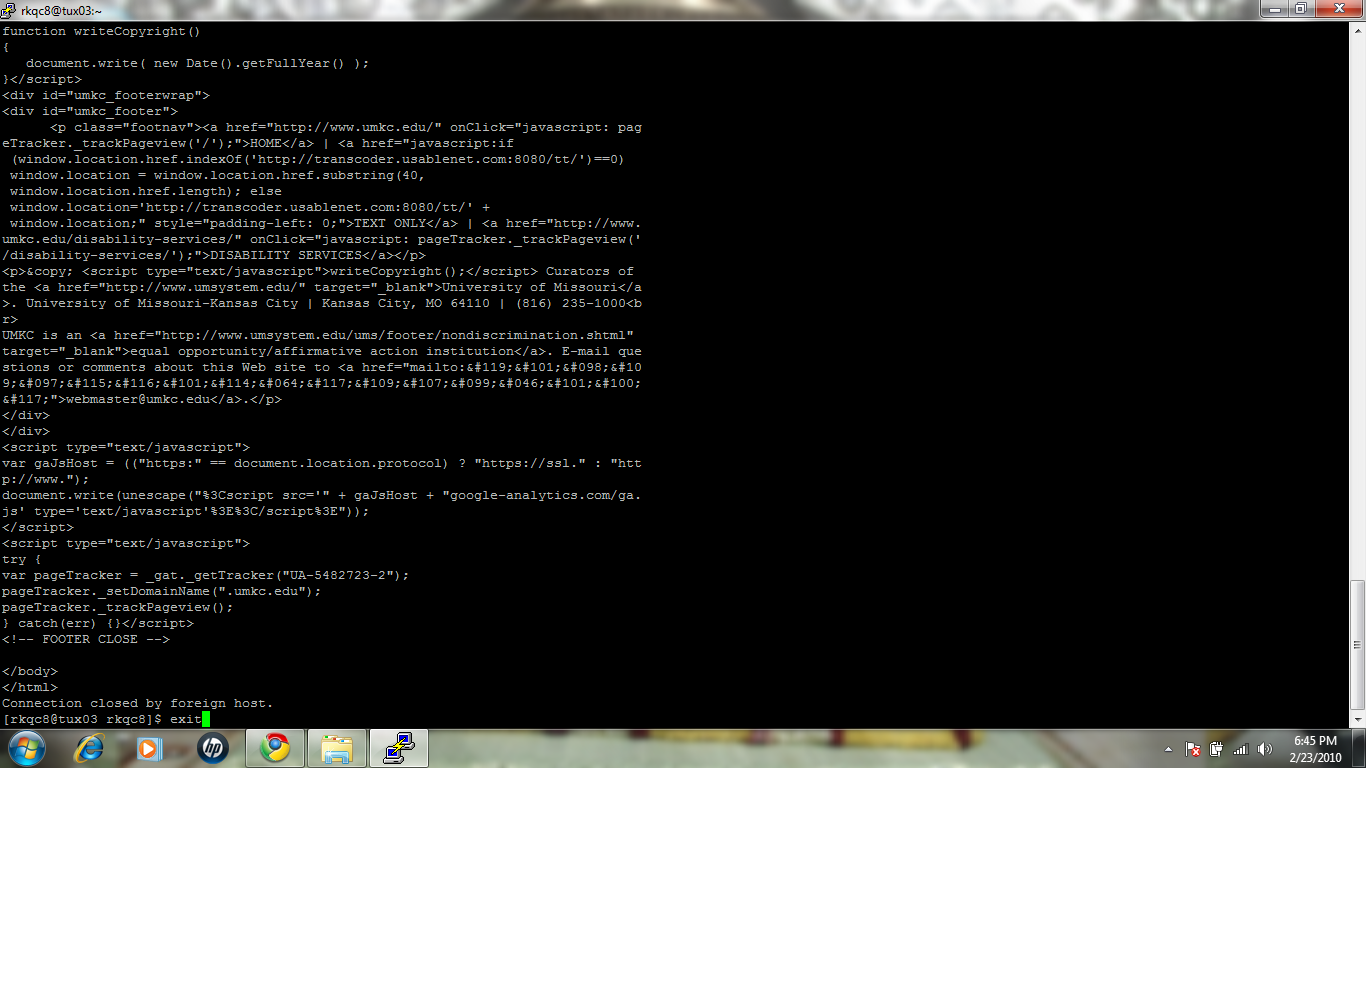 rkqc8@tux03:~
function writeCopyright()
{
   document.write( new Date().getFullYear() );
}</script>
<div id="umkc_footerwrap">
<div id="umkc_footer">
      <p class="footnav"><a href="http://www.umkc.edu/" onClick="javascript: pag
eTracker._trackPageview('/');">HOME</a> | <a href="javascript:if
 (window.location.href.indexOf('http://transcoder.usablenet.com:8080/tt/')==0)
 window.location = window.location.href.substring(40,
 window.location.href.length); else
 window.location='http://transcoder.usablenet.com:8080/tt/' +
 window.location;" style="padding-left: 0;">TEXT ONLY</a> | <a href="http://www.
umkc.edu/disability-services/" onClick="javascript: pageTracker._trackPageview('
/disability-services/');">DISABILITY SERVICES</a></p>
<p>&copy; <script type="text/javascript">writeCopyright();</script> Curators of
the <a href="http://www.umsystem.edu/" target="_blank">University of Missouri</a
>. University of Missouri-Kansas City | Kansas City, MO 64110 | (816) 235-1000<b
r>
UMKC is an <a href="http://www.umsystem.edu/ums/footer/nondiscrimination.shtml"
target="_blank">equal opportunity/affirmative action institution</a>. E-mail que
stions or comments about this Web site to <a href="mailto:&#119;&#101;&#098;&#10
9;&#097;&#115;&#116;&#101;&#114;&#064;&#117;&#109;&#107;&#099;&#046;&#101;&#100;
&#117;">webmaster@umkc.edu</a>.</p>
</div>
</div>
<script type="text/javascript">
var gaJsHost = (("https:" == document.location.protocol) ? "https://ssl." : "htt
p://www.");
document.write(unescape("%3Cscript src='" + gaJsHost + "google-analytics.com/ga.
js' type='text/javascript'%3E%3C/script%3E"));
</script>
<script type="text/javascript">
try {
var pageTracker = _gat._getTracker("UA-5482723-2");
pageTracker._setDomainName(".umkc.edu");
pageTracker._trackPageview();
} catch(err) {}</script>
<!-- FOOTER CLOSE -->
</body>
</html>
Connection closed by foreign host.
[rkqc8@tux03 rkqc8]$ exit
hp
6:45 PM
2/23/2010